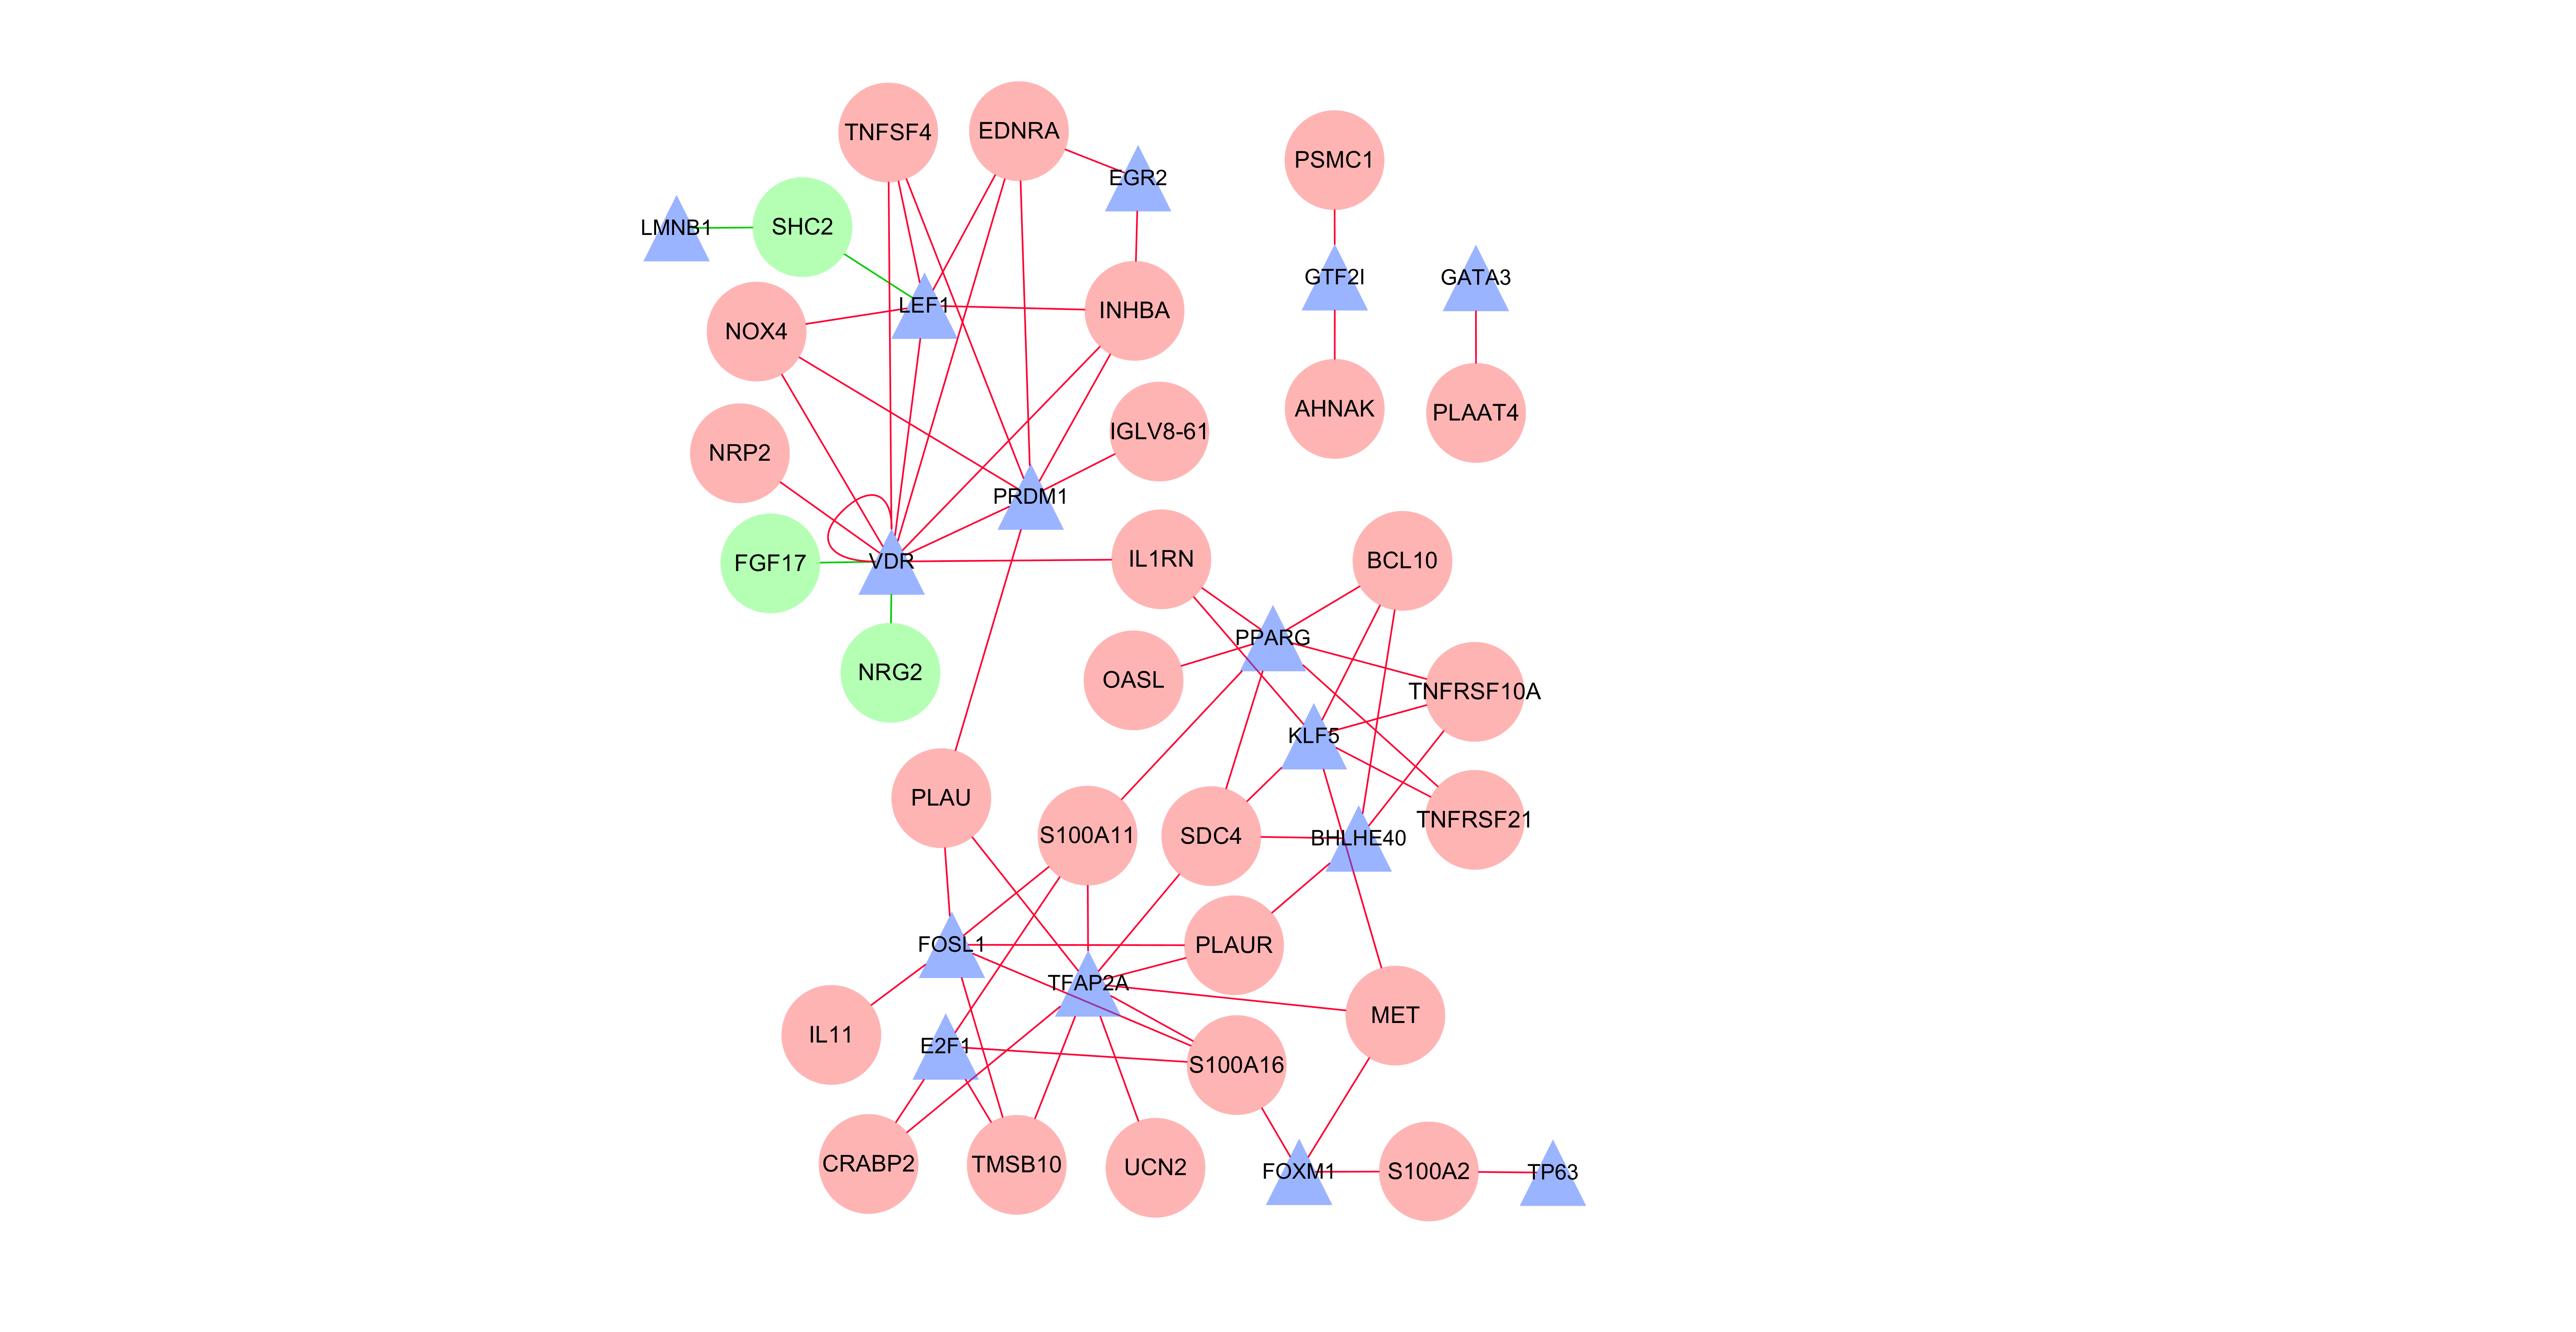 TNFSF4
EDNRA
PSMC1
EGR2
LMNB1
SHC2
GTF2I
GATA3
LEF1
INHBA
NOX4
AHNAK
PLAAT4
IGLV8-61
NRP2
PRDM1
IL1RN
BCL10
FGF17
VDR
PPARG
NRG2
OASL
TNFRSF10A
KLF5
PLAU
TNFRSF21
S100A11
SDC4
BHLHE40
FOSL1
PLAUR
TFAP2A
MET
IL11
E2F1
S100A16
CRABP2
TMSB10
UCN2
FOXM1
S100A2
TP63